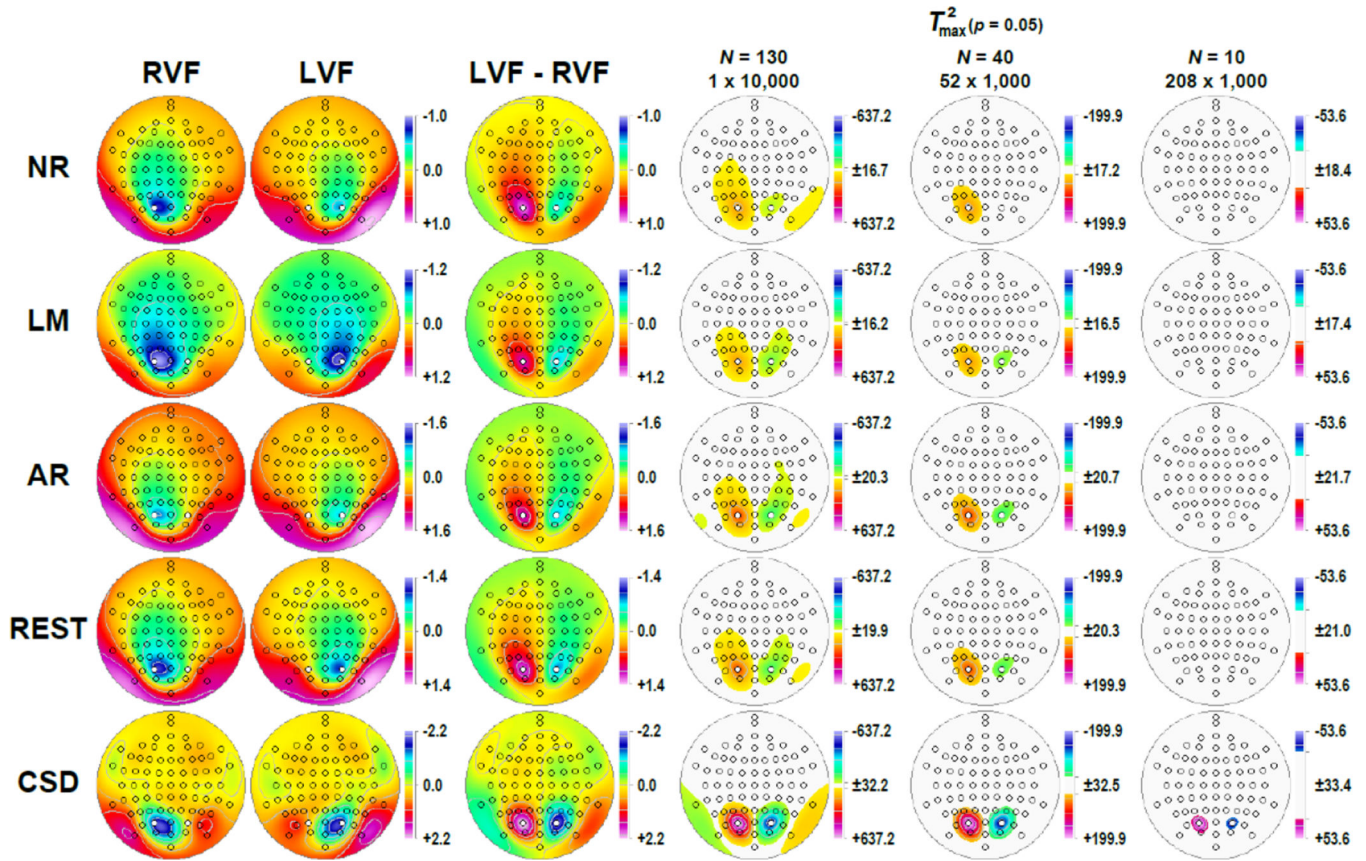 T²max (p = 0.05)
RVF LVF LVF - RVF N = 130 N = 40 N = 10
1 x 10,000 52 x 1,000 208 x 1,000
NR
-1.0 -1.0 -637.2 -199.9 -53.6
0.0 0.0 ±16.7 ±17.2 ±18.4
+1.0 +1.0 +637.2 +199.9 +53.6
LM
-1.2 -1.2 -637.2 -199.9 -53.6
0.0 0.0 ±16.2 ±16.5 ±17.4
+1.2 +1.2 +637.2 +199.9 +53.6
AR
-1.6 -1.6 -637.2 -199.9 -53.6
0.0 0.0 ±20.3 ±20.7 ±21.7
+1.6 +1.6 +637.2 +199.9 +53.6
REST
-1.4 -1.4 -637.2 -199.9 -53.6
0.0 0.0 ±19.9 ±20.3 ±21.0
+1.4 +1.4 +637.2 +199.9 +53.6
CSD
-2.2 -2.2 -637.2 -199.9 -53.6
0.0 0.0 ±32.2 ±32.5 ±33.4
+2.2 +2.2 +637.2 +199.9 +53.6